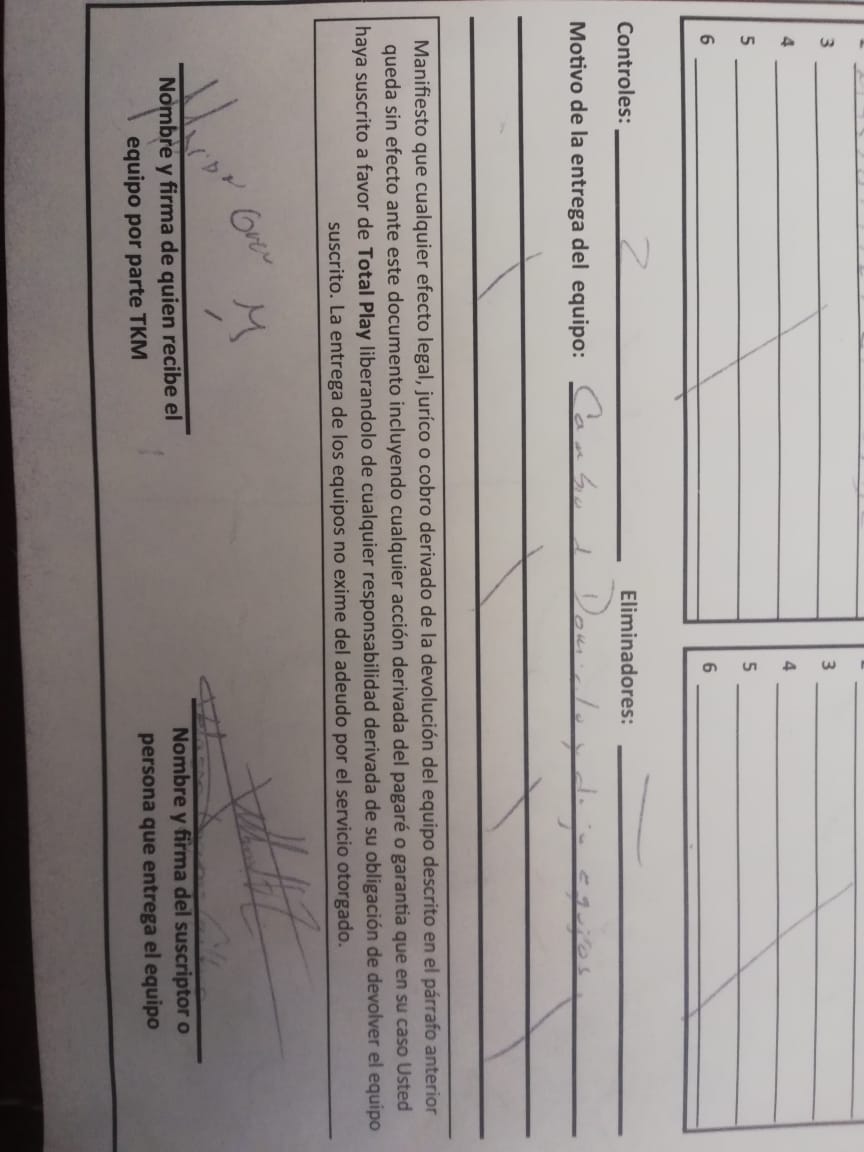 3
4
5
6
3
4
5
6
Controles: 2 Eliminadores: —
Motivo de la entrega del equipo: Cambio d Domicilo y dijo equipos.
Manifiesto que cualquier efecto legal, juríco o cobro derivado de la devolución del equipo descrito en el párrafo anterior
queda sin efecto ante este documento incluyendo cualquier acción derivada del pagaré o garantia que en su caso Usted
haya suscrito a favor de Total Play liberandolo de cualquier responsabilidad derivada de su obligación de devolver el equipo
suscrito. La entrega de los equipos no exime del adeudo por el servicio otorgado.
Nombre y firma de quien recibe el
equipo por parte TKM
Nombre y firma del suscriptor o
persona que entrega el equipo